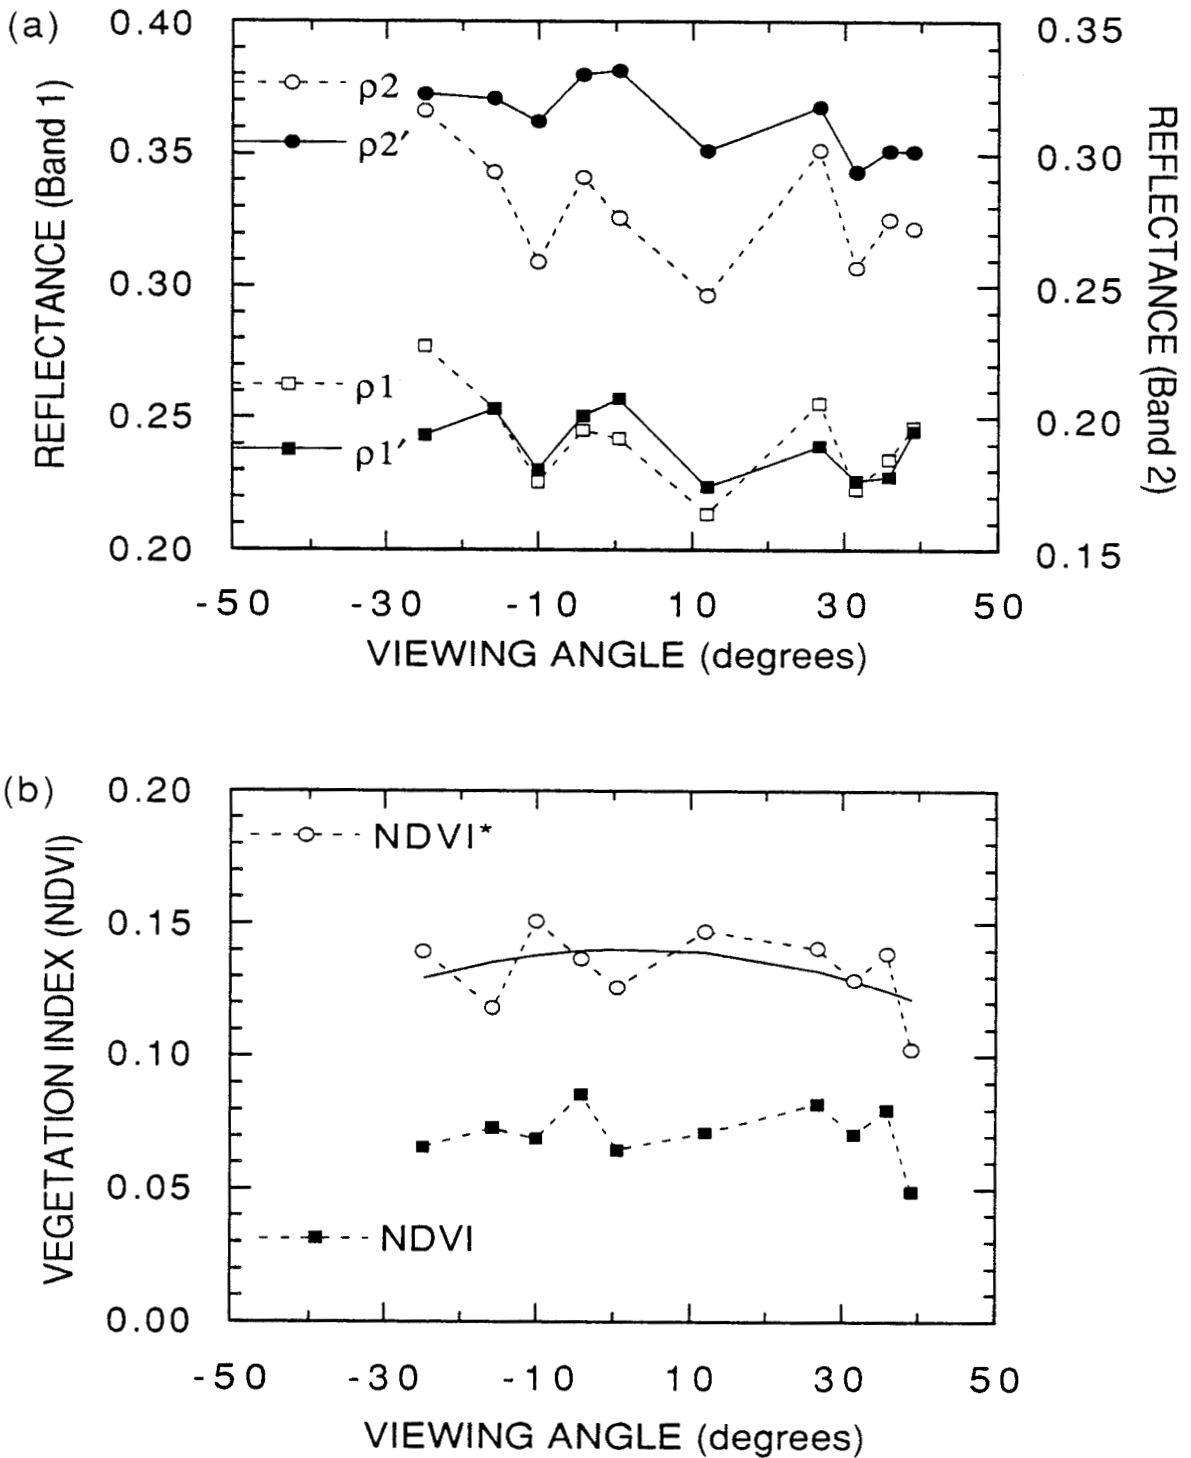 (a)
0.40
0.35
0.30
0.25
0.20
REFLECTANCE (Band 1)
ρ2
ρ2′
ρ1
ρ1′
0.35
0.30
0.25
0.20
0.15
REFLECTANCE (Band 2)
-50 -30 -10 10 30 50
VIEWING ANGLE (degrees)
(b)
0.20
0.15
0.10
0.05
0.00
VEGETATION INDEX (NDVI)
NDVI*
NDVI
-50 -30 -10 10 30 50
VIEWING ANGLE (degrees)